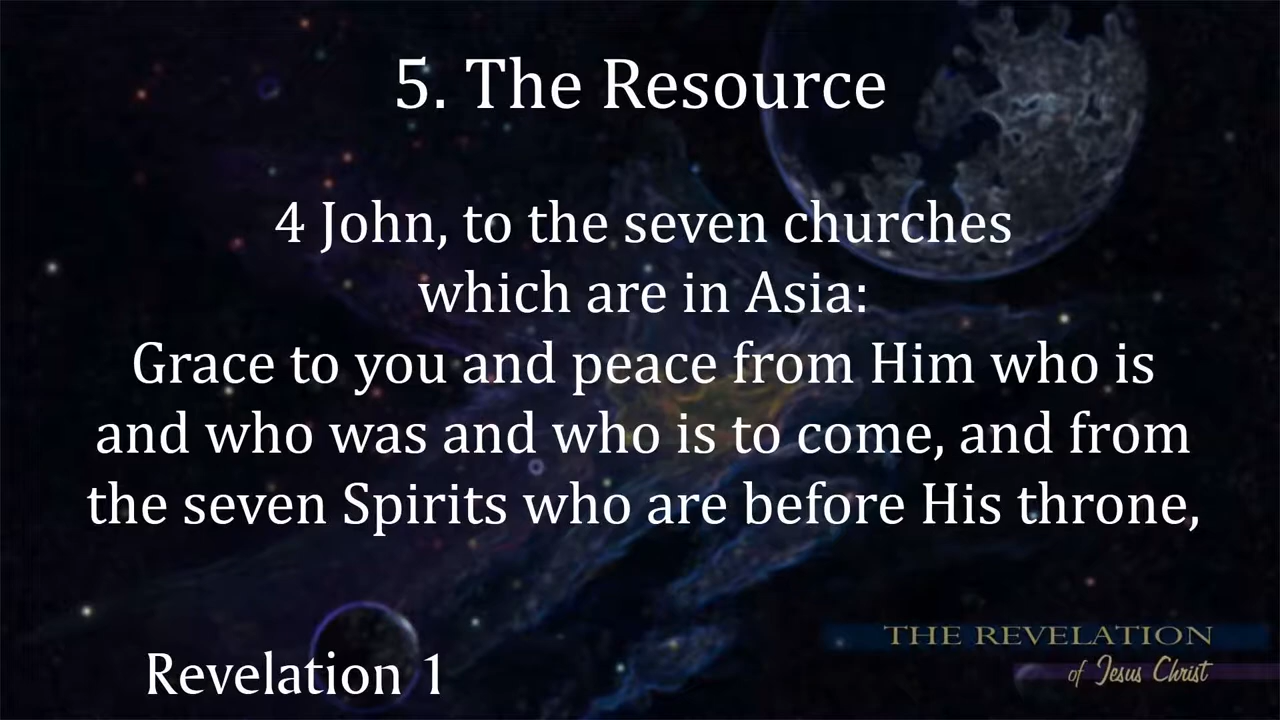 5. The Resource
4 John, to the seven churches
which are in Asia:
Grace to you and peace from Him who is
and who was and who is to come, and from
the seven Spirits who are before His throne,
THE REVELATION
of Jesus Christ
Revelation 1